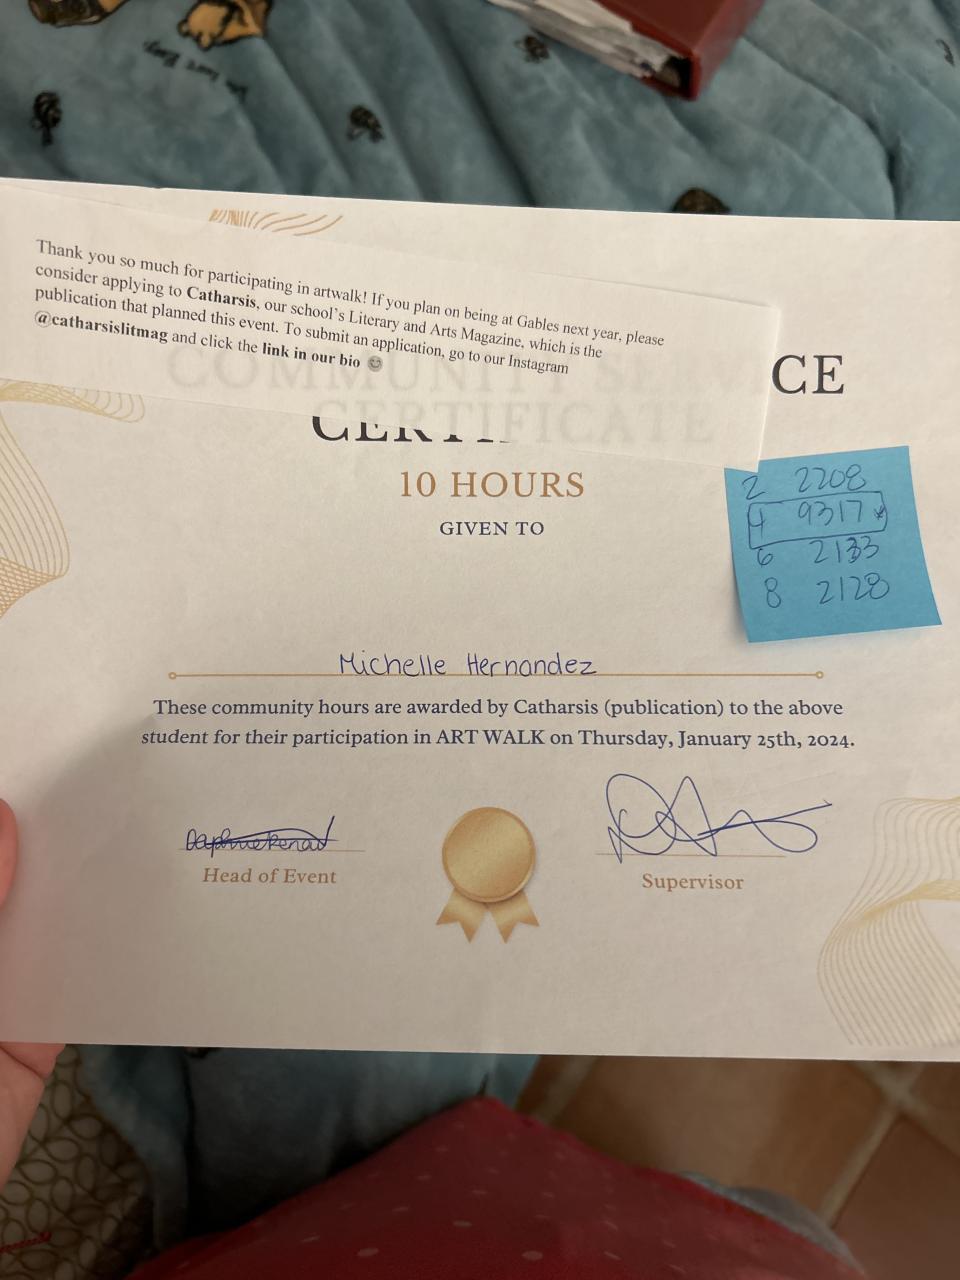 Thank you so much for participating in artwalk! If you plan on being at Gables next year, please
consider applying to Catharsis, our school's Literary and Arts Magazine, which is the
publication that planned this event. To submit an application, go to our Instagram
@catharsislitmag and click the link in our bio
COMMUNITY SERVICE
CERTIFICATE
10 HOURS
GIVEN TO
2 2208
4 9317
6 2133
8 2128
Michelle Hernandez
These community hours are awarded by Catharsis (publication) to the above
student for their participation in ART WALK on Thursday, January 25th, 2024.
Head of Event
Supervisor